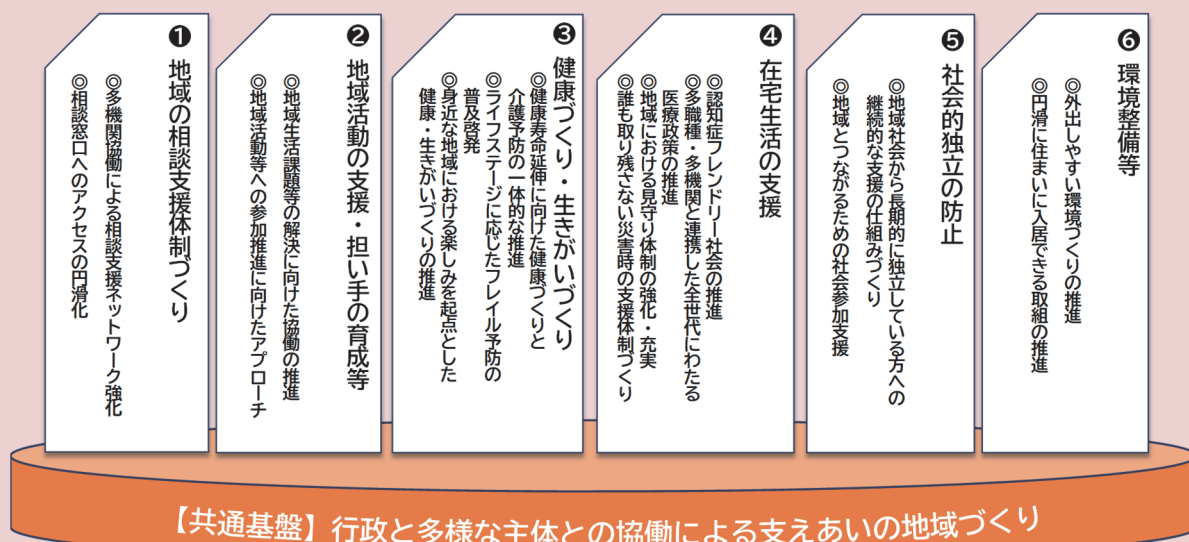 ❶ 地域の相談支援体制づくり
◎多機関協働による相談支援ネットワーク強化
◎相談窓口へのアクセスの円滑化
❷ 地域活動の支援・担い手の育成等
◎地域生活課題等の解決に向けた協働の推進
◎地域活動等への参加推進に向けたアプローチ
❸ 健康づくり・生きがいづくり
◎健康寿命延伸に向けた健康づくりと
介護予防の一体的な推進
◎ライフステージに応じたフレイル予防の
普及啓発
◎身近な地域における楽しみを起点とした
健康・生きがいづくりの推進
❹ 在宅生活の支援
◎認知症フレンドリー社会の推進
◎多職種・多機関と連携した全世代にわたる
医療政策の推進
◎地域における見守り体制の強化・充実
◎誰も取り残さない災害時の支援体制づくり
❺ 社会的独立の防止
◎地域社会から長期的に独立している方への
継続的な支援の仕組みづくり
◎地域とつながるための社会参加支援
❻ 環境整備等
◎外出しやすい環境づくりの推進
◎円滑に住まいに入居できる取組の推進
【共通基盤】行政と多様な主体との協働による支えあいの地域づくり